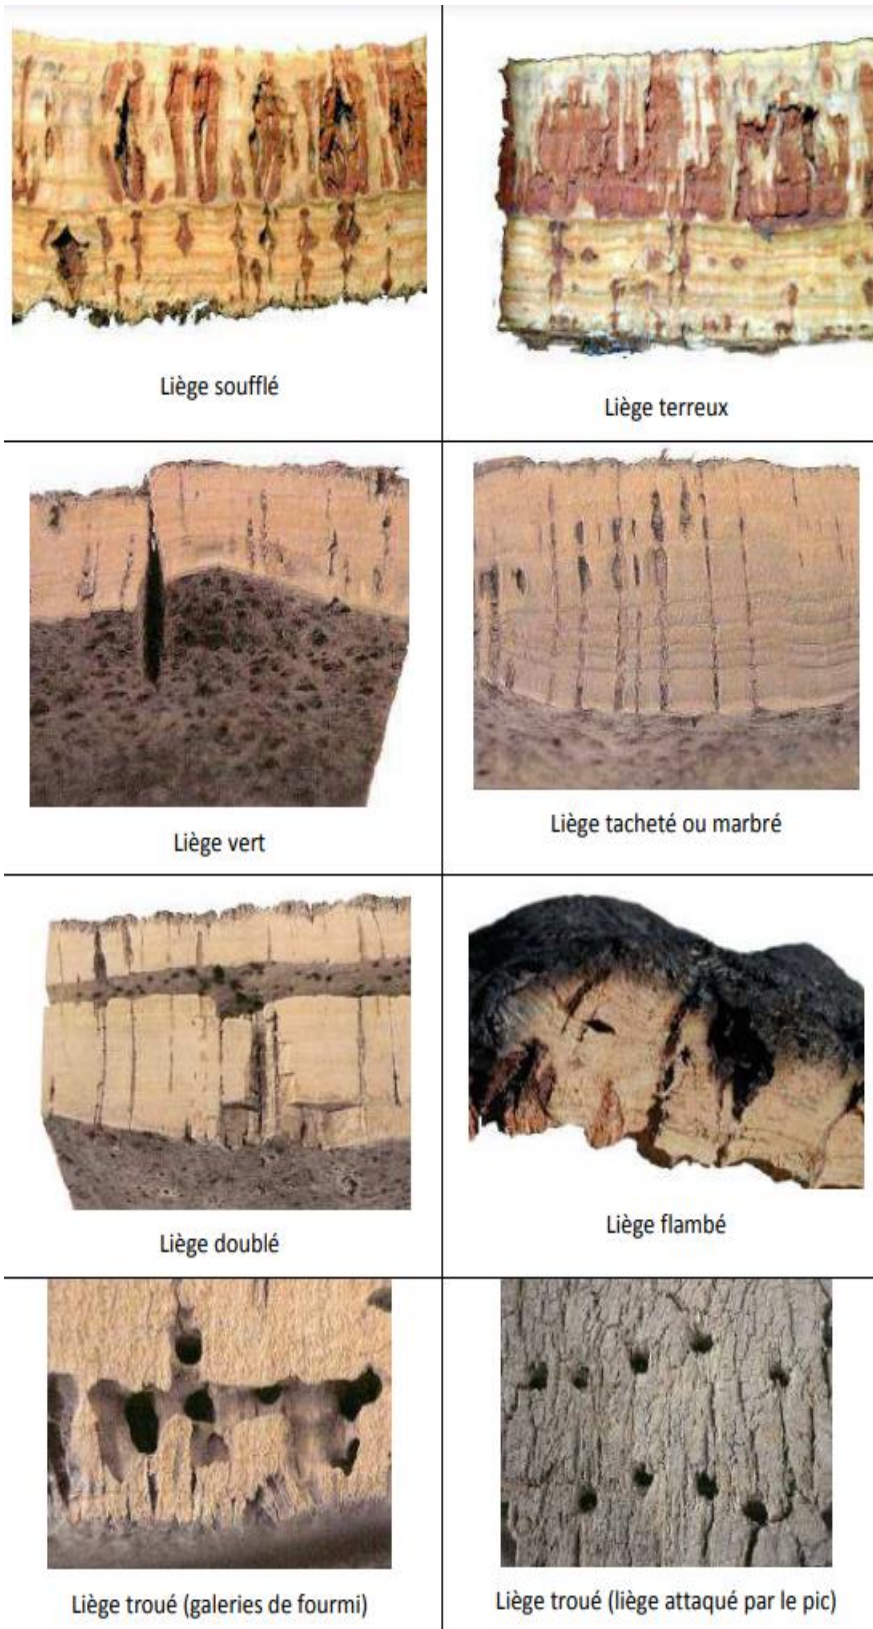 Liège soufflé
Liège terreux
Liège vert
Liège tacheté ou marbré
Liège doublé
Liège flambé
Liège troué (galeries de fourmi)
Liège troué (liège attaqué par le pic)